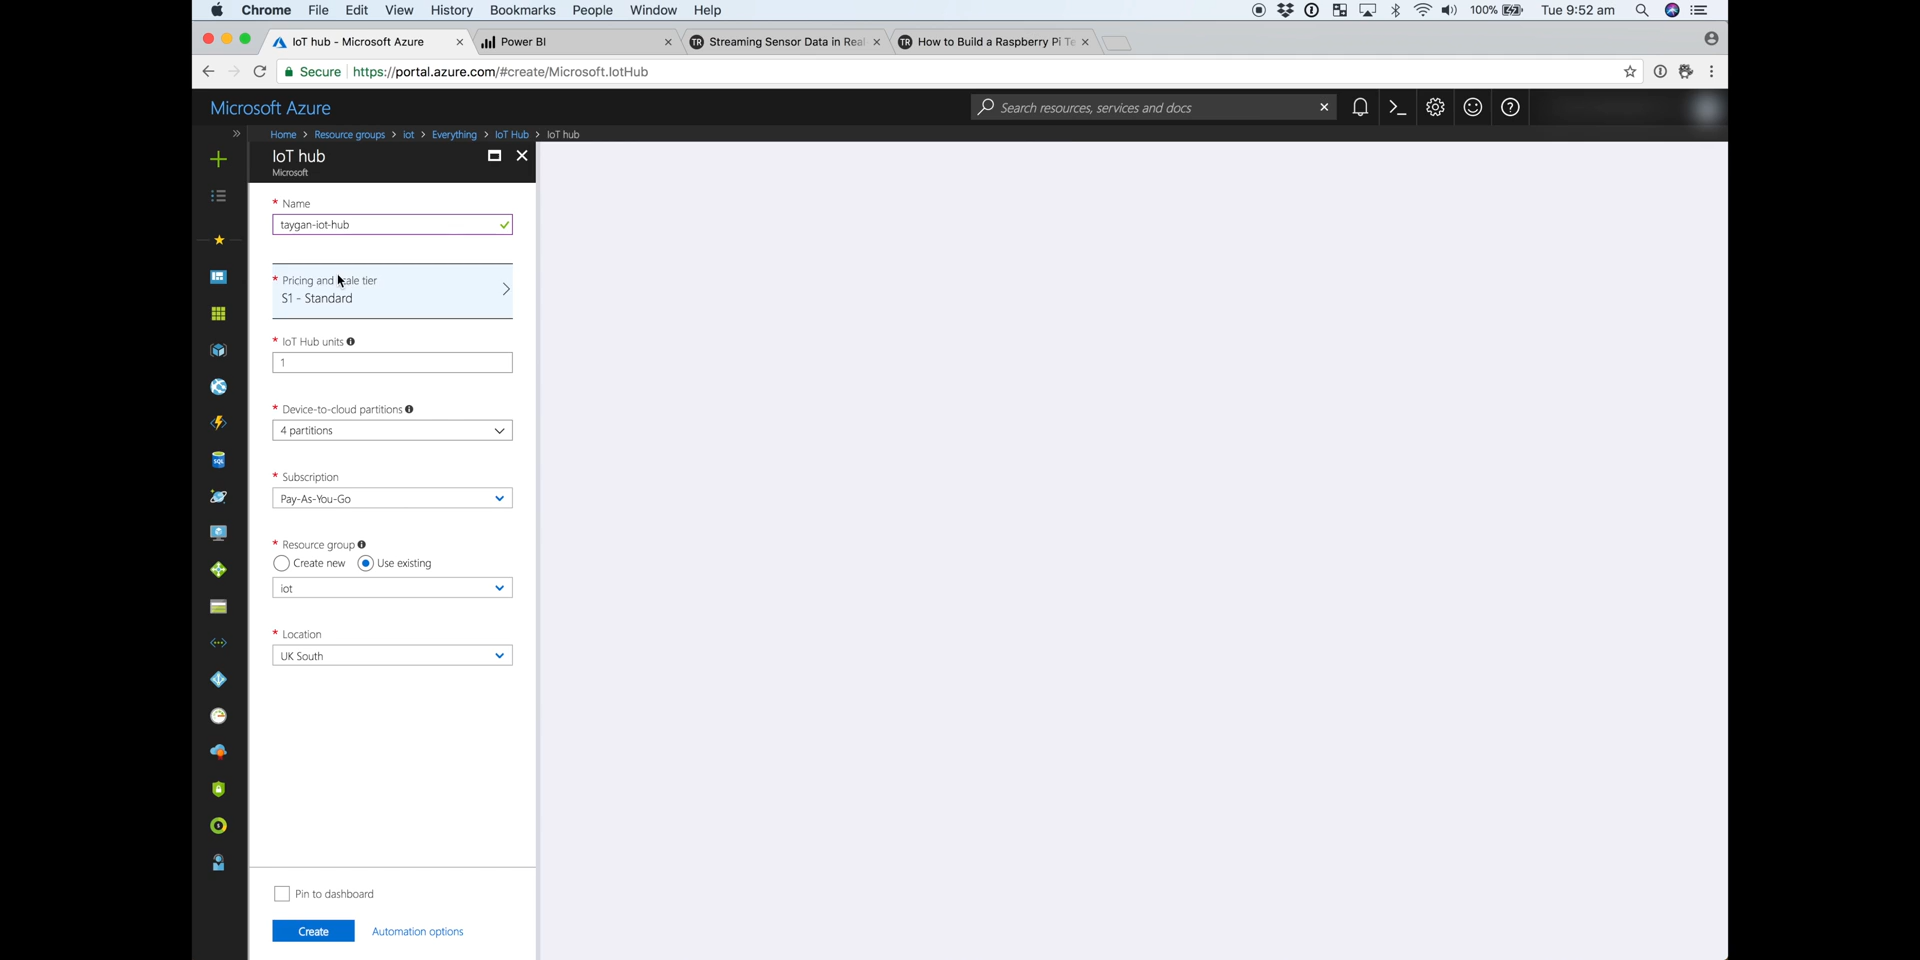 Chrome File Edit View History Bookmarks People Window Help 100% Tue 9:52 am
IoT hub - Microsoft Azure Power BI TR Streaming Sensor Data in Real TR How to Build a Raspberry Pi Te
Secure https://portal.azure.com/#create/Microsoft.IotHub
Microsoft Azure Search resources, services and docs
Home > Resource groups > iot > Everything > IoT Hub > IoT hub
IoT hub
Microsoft
* Name
taygan-iot-hub
* Pricing and scale tier
S1 - Standard
* IoT Hub units
1
* Device-to-cloud partitions
4 partitions
* Subscription
Pay-As-You-Go
* Resource group
Create new Use existing
iot
* Location
UK South
SQL
Pin to dashboard
Create Automation options